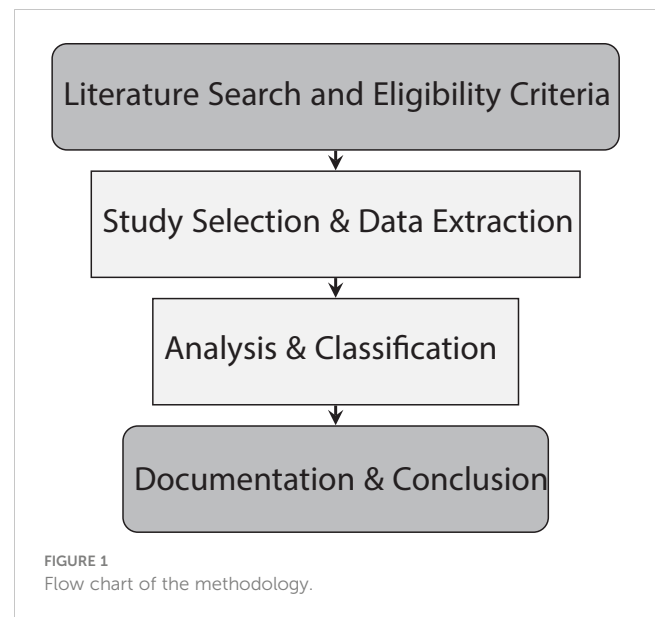 Literature Search and Eligibility Criteria
Study Selection & Data Extraction
Analysis & Classification
Documentation & Conclusion
FIGURE 1
Flow chart of the methodology.